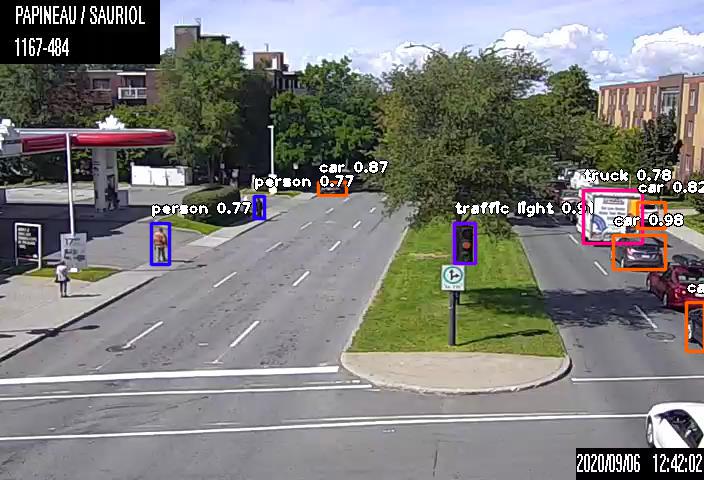 PAPINEAU / SAURIOL
1167-484
car 0.87
person 0.77
truck 0.78
car 0.82
person 0.77
traffic light 0.91
car 0.98
2020/09/06 12:42:02